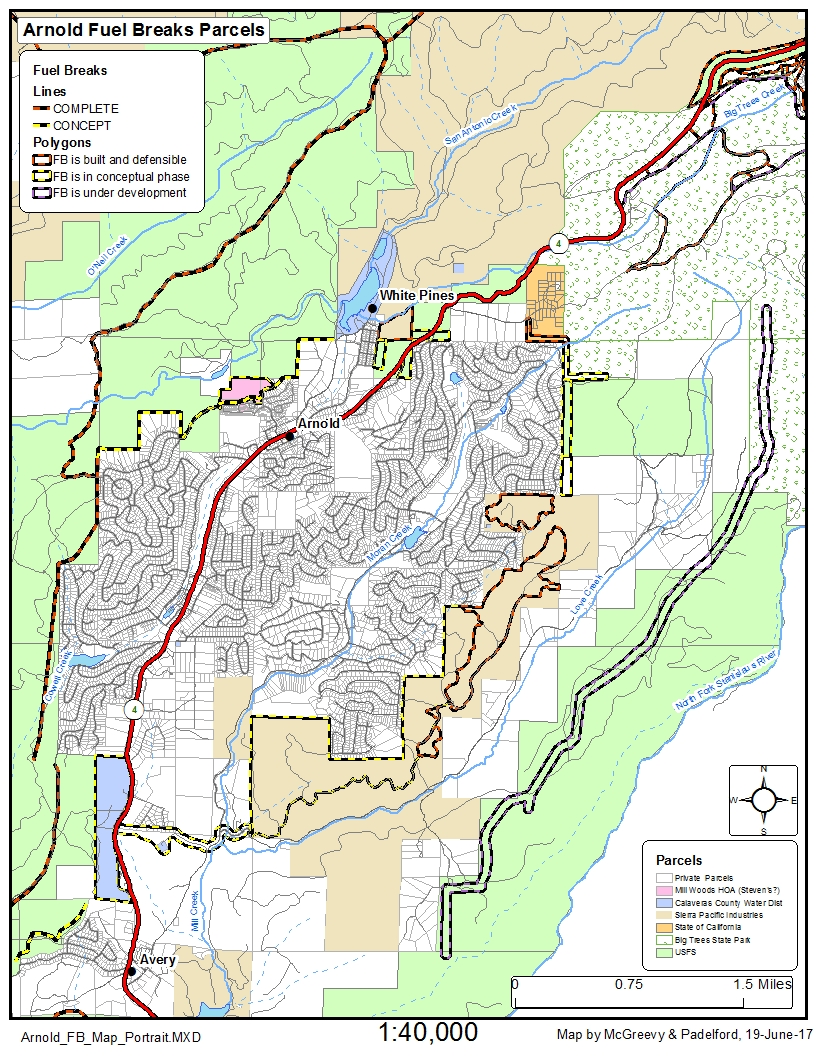 Arnold Fuel Breaks Parcels
Fuel Breaks
Lines
COMPLETE
CONCEPT
Polygons
FB is built and defensible
FB is in conceptual phase
FB is under development
San Antonio Creek
Big Trees Creek
O'Neil Creek
4
White Pines
Arnold
Moran Creek
Love Creek
Cowell Creek
North Fork Stanislaus River
4
Mill Creek
Avery
N
W
E
S
Parcels
Private Parcels
Mill Woods HOA (Steven's?)
Calaveras County Water Dist
Sierra Pacific Industries
State of California
Big Trees State Park
USFS
0 0.75 1.5 Miles
Arnold_FB_Map_Portrait.MXD
1:40,000
Map by McGreevy & Padelford, 19-June-17